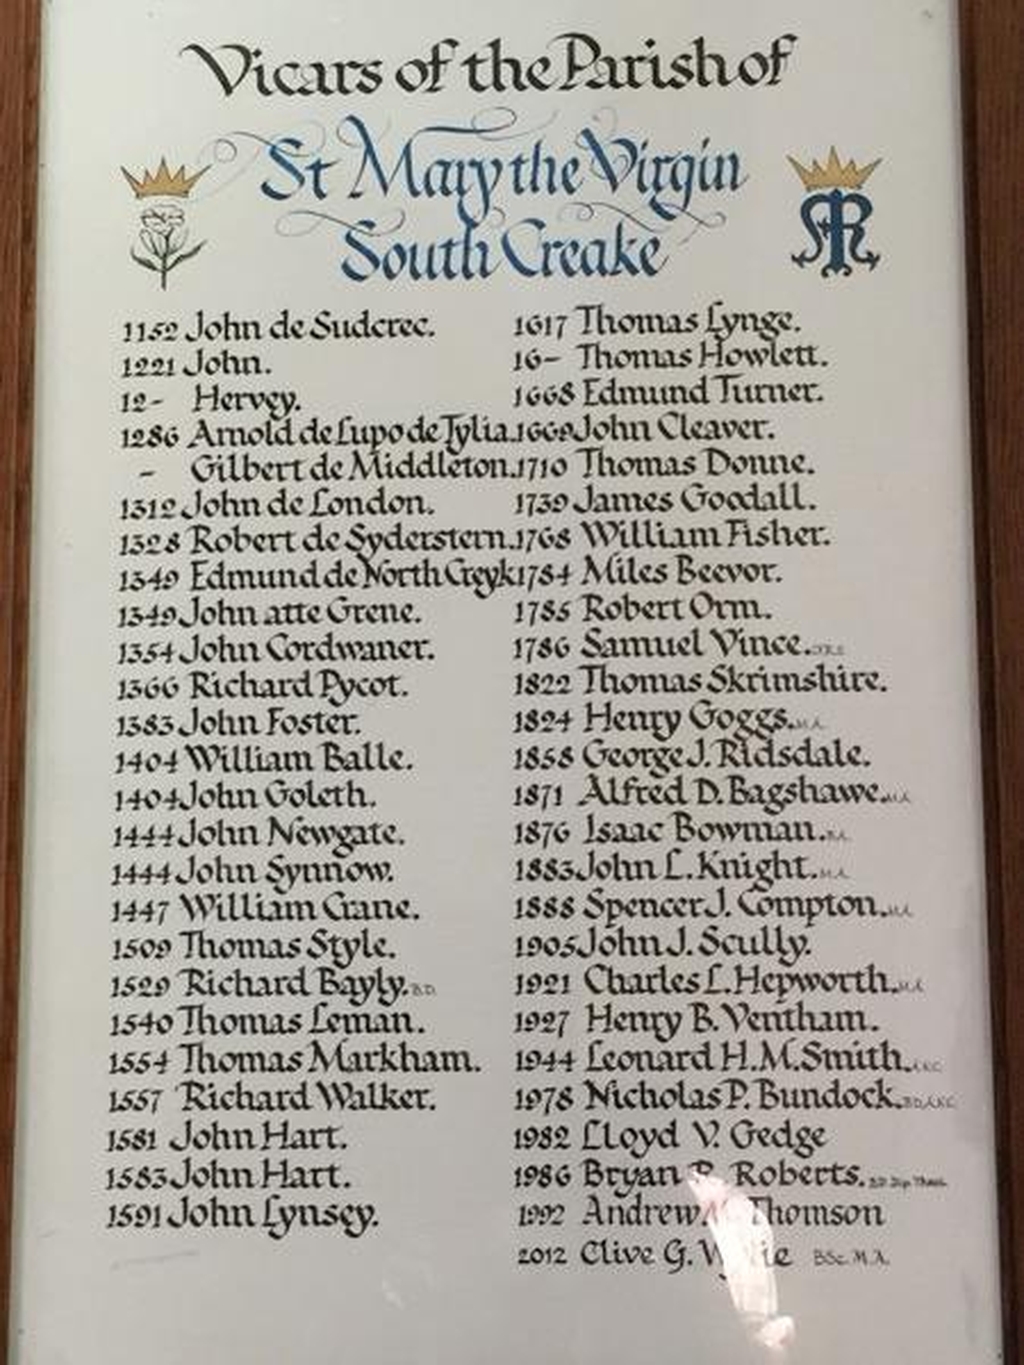 Vicars of the Parish of
St Mary the Virgin
South Creake
1152 John de Sudcrec.
1221 John.
12- Hervey.
1286 Arnold de Lupo de Tylia.
- Gilbert de Middleton.
1312 John de London.
1328 Robert de Syderstern.
1349 Edmund de North Creyk
1349 John atte Grene.
1354 John Cordwaner.
1366 Richard Pycot.
1383 John Foster.
1404 William Balle.
1404 John Goleth.
1444 John Newgate.
1444 John Synnow.
1447 William Crane.
1509 Thomas Style.
1529 Richard Bayly. B.D.
1540 Thomas Leman.
1554 Thomas Markham.
1557 Richard Walker.
1581 John Hart.
1583 John Hart.
1591 John Lynsey.
1617 Thomas Lynge.
16- Thomas Howlett.
1668 Edmund Turner.
1669 John Cleaver.
1710 Thomas Donne.
1739 James Goodall.
1768 William Fisher.
1784 Miles Beevor.
1785 Robert Orm.
1786 Samuel Vince.
1822 Thomas Skrimshire.
1824 Henry Goggs. M.A.
1858 George J. Ridsdale.
1871 Alfred D. Bagshawe. M.A.
1876 Isaac Bowman. B.A.
1883 John L. Knight. M.A.
1888 Spencer J. Compton. M.A.
1905 John J. Scully.
1921 Charles L. Hepworth. M.A.
1927 Henry B. Ventham.
1944 Leonard H. M. Smith. A.K.C.
1978 Nicholas P. Bundock. B.D. A.K.C.
1982 Lloyd V. Gedge
1986 Bryan Roberts.
1992 Andrew Thomson
2012 Clive G. BSc. M.A.